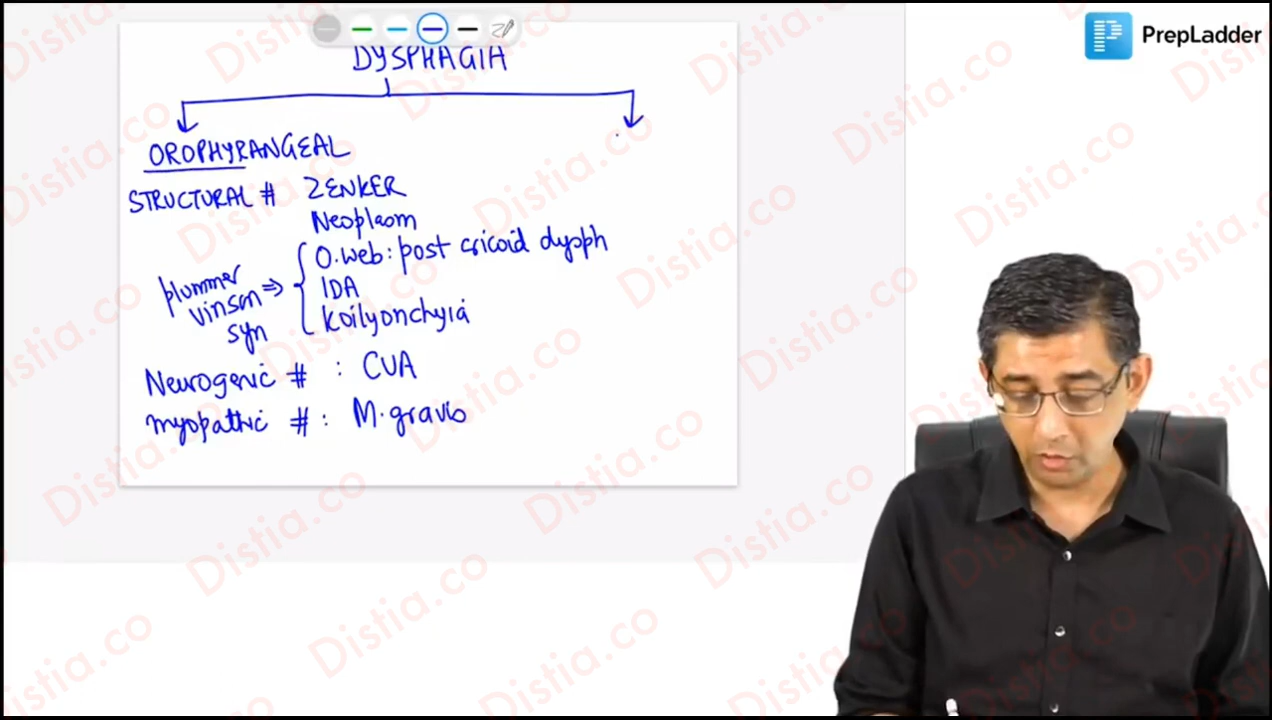 PrepLadder
DYSPHAGIA
OROPHYRANGEAL
STRUCTURAL # ZENKER
Neoplasm
O.web: post cricoid dysph
plummer vinson syn ⇒
IDA
Koilyonchyia
Neurogenic # : CVA
myopathic # : M. gravis
Distia.co